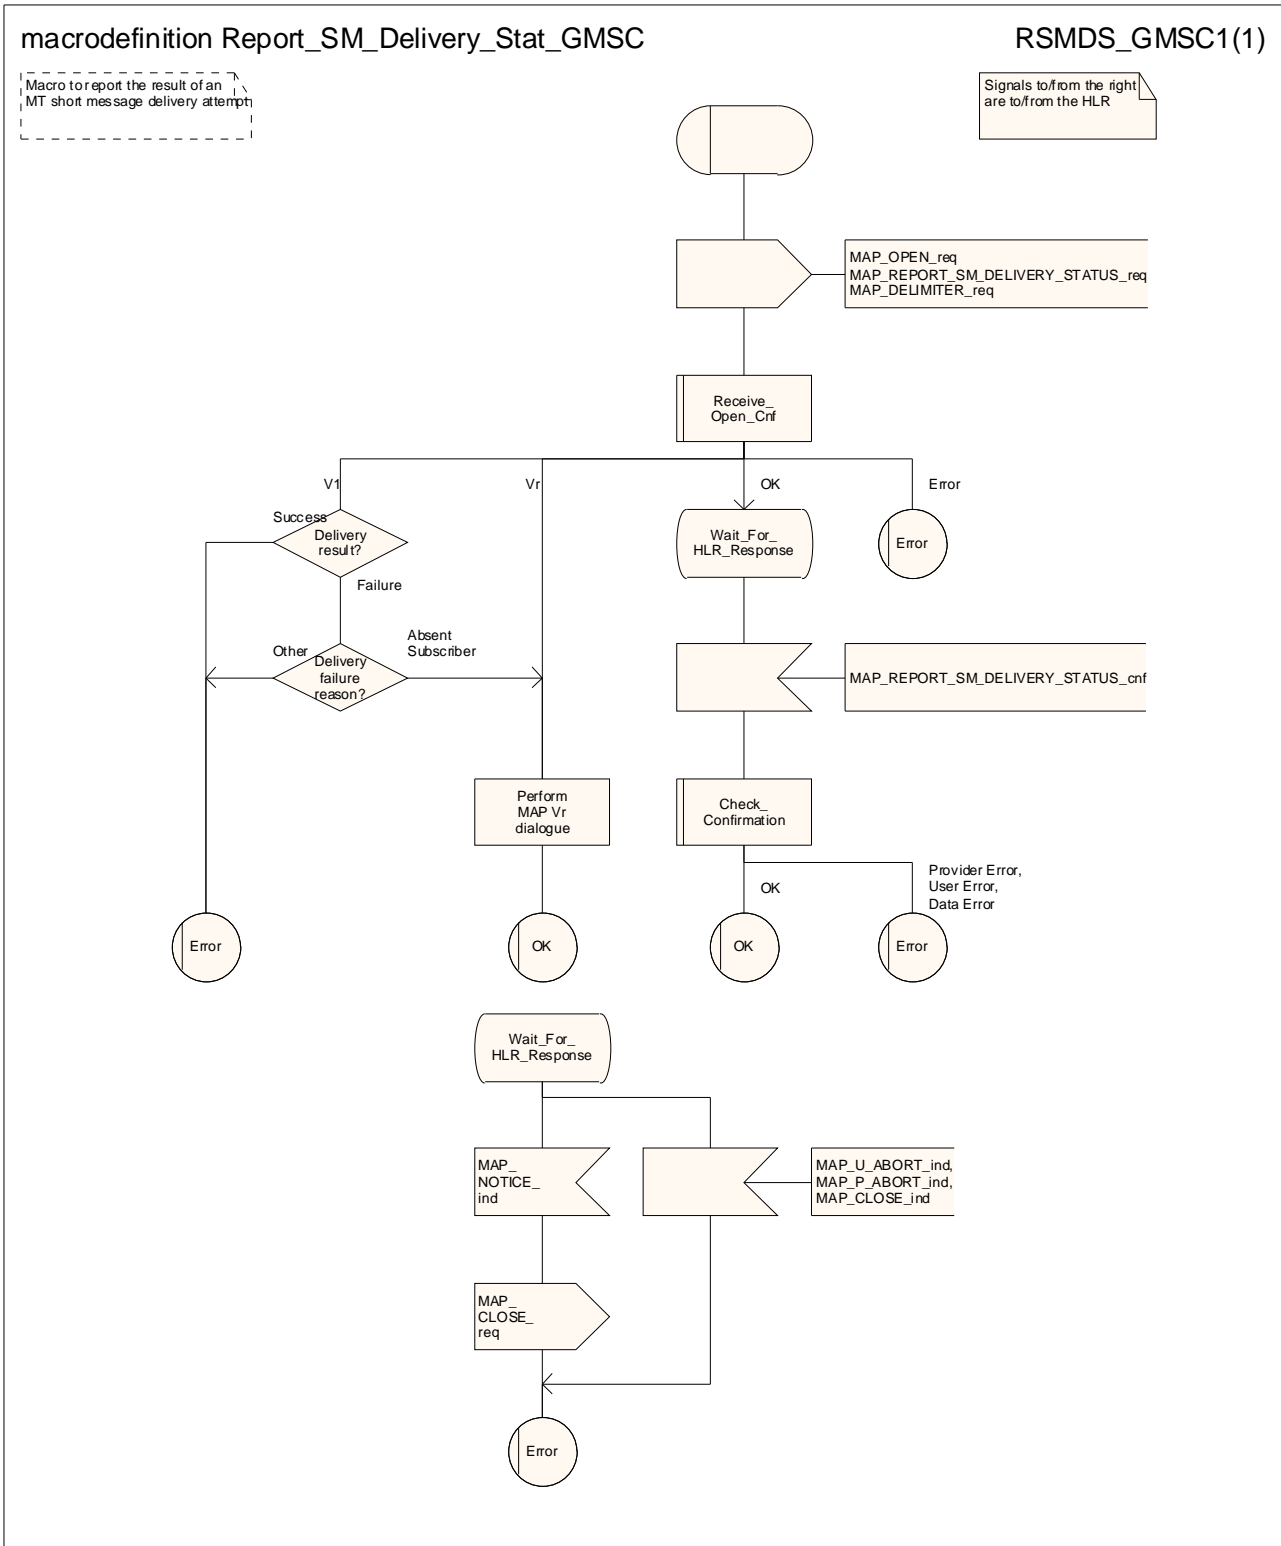 macrodefinition Report_SM_Delivery_Stat_GMSC
RSMDS_GMSC1(1)
Macro to report the result of an
MT short message delivery attempt
Signals to/from the right
are to/from the HLR
MAP_OPEN_req
MAP_REPORT_SM_DELIVERY_STATUS_req
MAP_DELIMITER_req
Receive_
Open_Cnf
V1
Vr
OK
Error
Success
Delivery
result?
Wait_For_
HLR_Response
Error
Failure
Other
Delivery
failure
reason?
Absent
Subscriber
MAP_REPORT_SM_DELIVERY_STATUS_cnf
Perform
MAP Vr
dialogue
Check_
Confirmation
OK
Provider Error,
User Error,
Data Error
Error
OK
OK
Error
Wait_For_
HLR_Response
MAP_
NOTICE_
ind
MAP_U_ABORT_ind,
MAP_P_ABORT_ind,
MAP_CLOSE_ind
MAP_
CLOSE_
req
Error